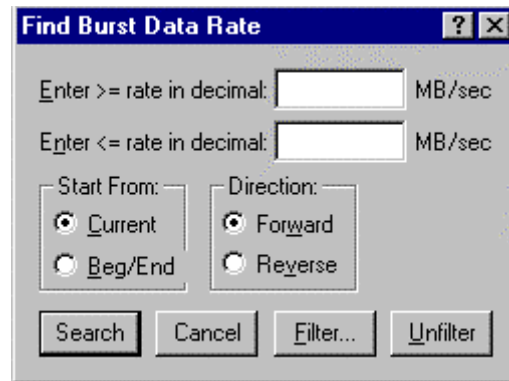 Find Burst Data Rate ? ×
Enter >= rate in decimal: MB/sec
Enter <= rate in decimal: MB/sec
Start From: Direction:
Current Forward
Beg/End Reverse
Search Cancel Filter... Unfilter